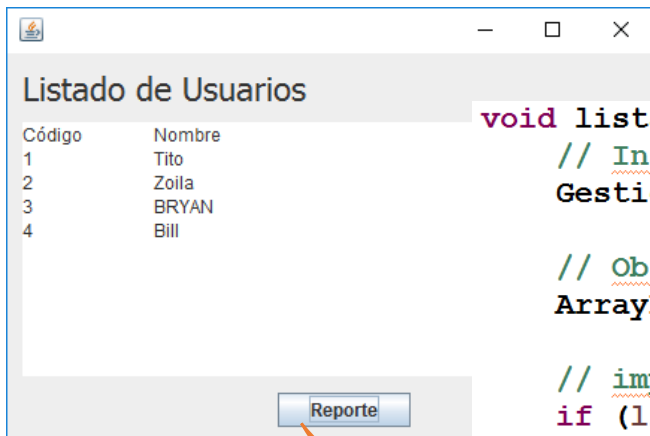 Listado de Usuarios
Código Nombre
1 Tito
2 Zoila
3 BRYAN
4 Bill
Reporte
void list
// In
Gesti
// Ob
Array
// im
if (l